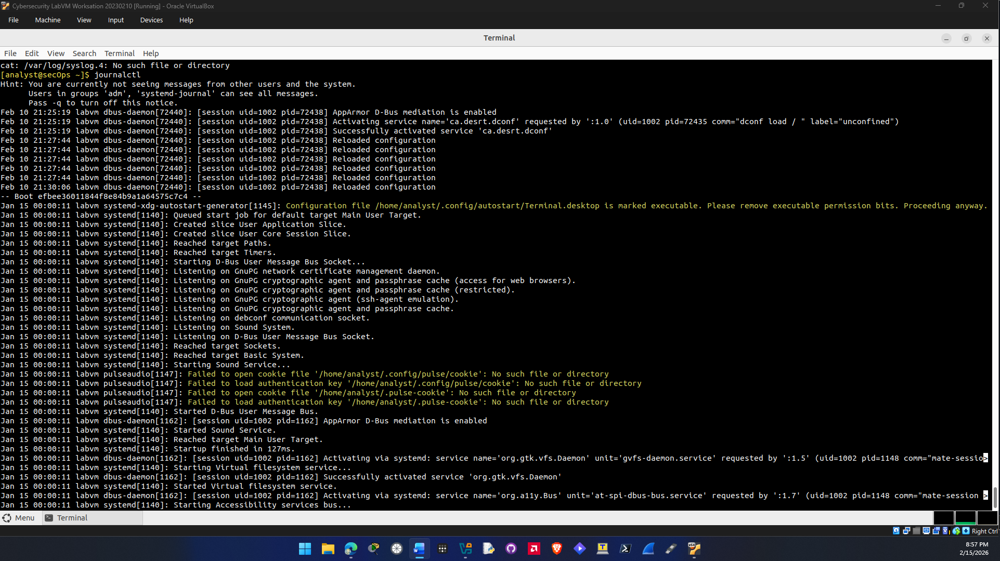 Cybersecurity LabVM Worksation 20230210 [Running] - Oracle VirtualBox
File Machine View Input Devices Help
Terminal
File Edit View Search Terminal Help
cat: /var/log/syslog.4: No such file or directory
[analyst@secOps ~]$ journalctl
Hint: You are currently not seeing messages from other users and the system.
      Users in groups 'adm', 'systemd-journal' can see all messages.
      Pass -q to turn off this notice.
Feb 10 21:25:19 labvm dbus-daemon[72440]: [session uid=1002 pid=72438] AppArmor D-Bus mediation is enabled
Feb 10 21:25:19 labvm dbus-daemon[72440]: [session uid=1002 pid=72438] Activating service name='ca.desrt.dconf' requested by ':1.0' (uid=1002 pid=72435 comm="dconf load / " label="unconfined")
Feb 10 21:25:19 labvm dbus-daemon[72440]: [session uid=1002 pid=72438] Successfully activated service 'ca.desrt.dconf'
Feb 10 21:27:44 labvm dbus-daemon[72440]: [session uid=1002 pid=72438] Reloaded configuration
Feb 10 21:27:44 labvm dbus-daemon[72440]: [session uid=1002 pid=72438] Reloaded configuration
Feb 10 21:27:44 labvm dbus-daemon[72440]: [session uid=1002 pid=72438] Reloaded configuration
Feb 10 21:27:44 labvm dbus-daemon[72440]: [session uid=1002 pid=72438] Reloaded configuration
Feb 10 21:27:44 labvm dbus-daemon[72440]: [session uid=1002 pid=72438] Reloaded configuration
Feb 10 21:30:06 labvm dbus-daemon[72440]: [session uid=1002 pid=72438] Reloaded configuration
-- Boot efbee36011844f8e84b9a1a64575c7c4 --
Jan 15 00:00:11 labvm systemd-xdg-autostart-generator[1145]: Configuration file /home/analyst/.config/autostart/Terminal.desktop is marked executable. Please remove executable permission bits. Proceeding anyway.
Jan 15 00:00:11 labvm systemd[1140]: Queued start job for default target Main User Target.
Jan 15 00:00:11 labvm systemd[1140]: Created slice User Application Slice.
Jan 15 00:00:11 labvm systemd[1140]: Created slice User Core Session Slice.
Jan 15 00:00:11 labvm systemd[1140]: Reached target Paths.
Jan 15 00:00:11 labvm systemd[1140]: Reached target Timers.
Jan 15 00:00:11 labvm systemd[1140]: Starting D-Bus User Message Bus Socket...
Jan 15 00:00:11 labvm systemd[1140]: Listening on GnuPG network certificate management daemon.
Jan 15 00:00:11 labvm systemd[1140]: Listening on GnuPG cryptographic agent and passphrase cache (access for web browsers).
Jan 15 00:00:11 labvm systemd[1140]: Listening on GnuPG cryptographic agent and passphrase cache (restricted).
Jan 15 00:00:11 labvm systemd[1140]: Listening on GnuPG cryptographic agent (ssh-agent emulation).
Jan 15 00:00:11 labvm systemd[1140]: Listening on GnuPG cryptographic agent and passphrase cache.
Jan 15 00:00:11 labvm systemd[1140]: Listening on debconf communication socket.
Jan 15 00:00:11 labvm systemd[1140]: Listening on Sound System.
Jan 15 00:00:11 labvm systemd[1140]: Listening on D-Bus User Message Bus Socket.
Jan 15 00:00:11 labvm systemd[1140]: Reached target Sockets.
Jan 15 00:00:11 labvm systemd[1140]: Reached target Basic System.
Jan 15 00:00:11 labvm systemd[1140]: Starting Sound Service...
Jan 15 00:00:11 labvm pulseaudio[1147]: Failed to open cookie file '/home/analyst/.config/pulse/cookie': No such file or directory
Jan 15 00:00:11 labvm pulseaudio[1147]: Failed to load authentication key '/home/analyst/.config/pulse/cookie': No such file or directory
Jan 15 00:00:11 labvm pulseaudio[1147]: Failed to open cookie file '/home/analyst/.pulse-cookie': No such file or directory
Jan 15 00:00:11 labvm pulseaudio[1147]: Failed to load authentication key '/home/analyst/.pulse-cookie': No such file or directory
Jan 15 00:00:11 labvm systemd[1140]: Started D-Bus User Message Bus.
Jan 15 00:00:11 labvm dbus-daemon[1162]: [session uid=1002 pid=1162] AppArmor D-Bus mediation is enabled
Jan 15 00:00:11 labvm systemd[1140]: Started Sound Service.
Jan 15 00:00:11 labvm systemd[1140]: Reached target Main User Target.
Jan 15 00:00:11 labvm systemd[1140]: Startup finished in 127ms.
Jan 15 00:00:11 labvm dbus-daemon[1162]: [session uid=1002 pid=1162] Activating via systemd: service name='org.gtk.vfs.Daemon' unit='gvfs-daemon.service' requested by ':1.5' (uid=1002 pid=1148 comm="mate-sessio>
Jan 15 00:00:11 labvm systemd[1140]: Starting Virtual filesystem service...
Jan 15 00:00:11 labvm dbus-daemon[1162]: [session uid=1002 pid=1162] Successfully activated service 'org.gtk.vfs.Daemon'
Jan 15 00:00:11 labvm systemd[1140]: Started Virtual filesystem service.
Jan 15 00:00:11 labvm dbus-daemon[1162]: [session uid=1002 pid=1162] Activating via systemd: service name='org.a11y.Bus' unit='at-spi-dbus-bus.service' requested by ':1.7' (uid=1002 pid=1148 comm="mate-session >
Jan 15 00:00:11 labvm systemd[1140]: Starting Accessibility services bus...
Menu Terminal
Right Ctrl
8:57 PM
2/15/2026